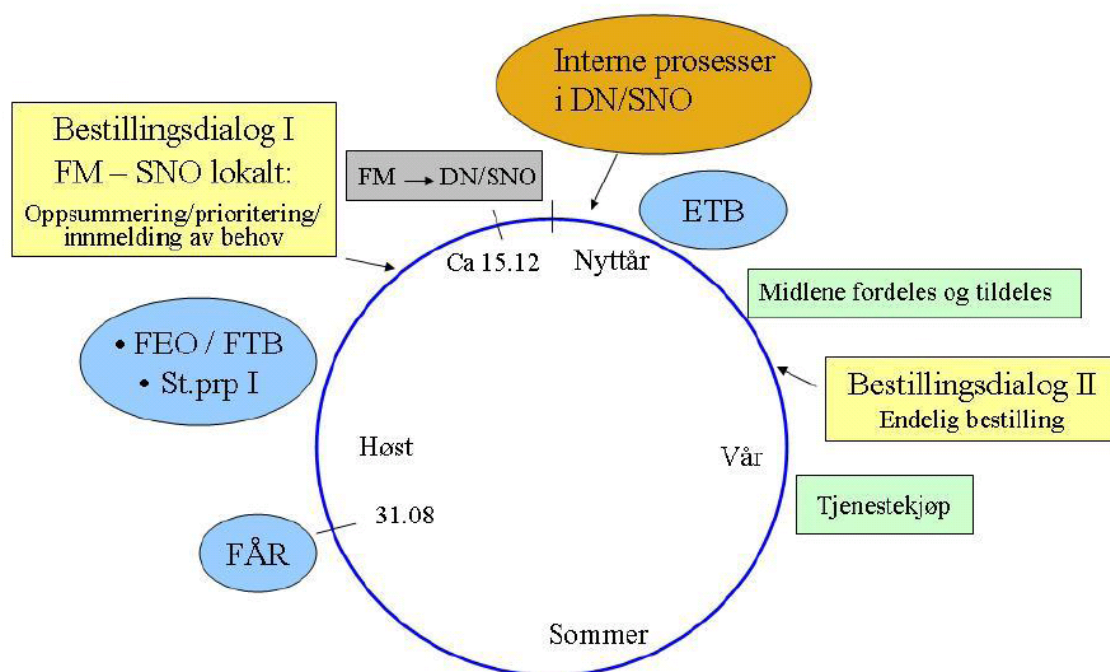 Interne prosesser
i DN/SNO
Bestillingsdialog I
FM – SNO lokalt:
Oppsummering/prioritering/
innmelding av behov
FM → DN/SNO
ETB
Ca 15.12
Nyttår
Midlene fordeles og tildeles
• FEO / FTB
• St.prp I
Bestillingsdialog II
Endelig bestilling
Høst
Vår
Tjenestekjøp
31.08
FÅR
Sommer